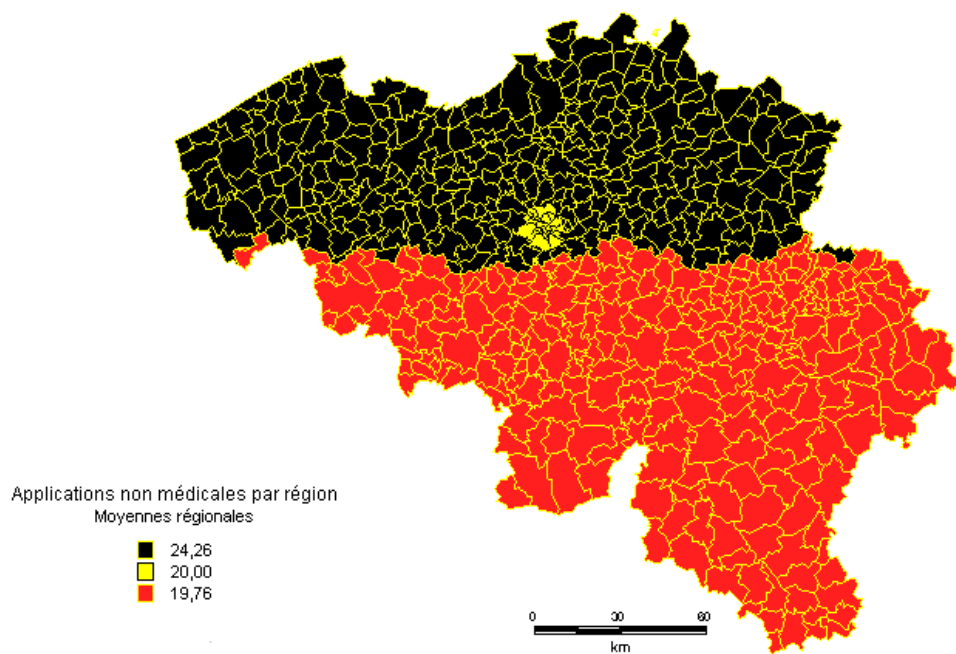 Applications non médicales par région
Moyennes régionales
24,26
20,00
19,76
0 30 60
km